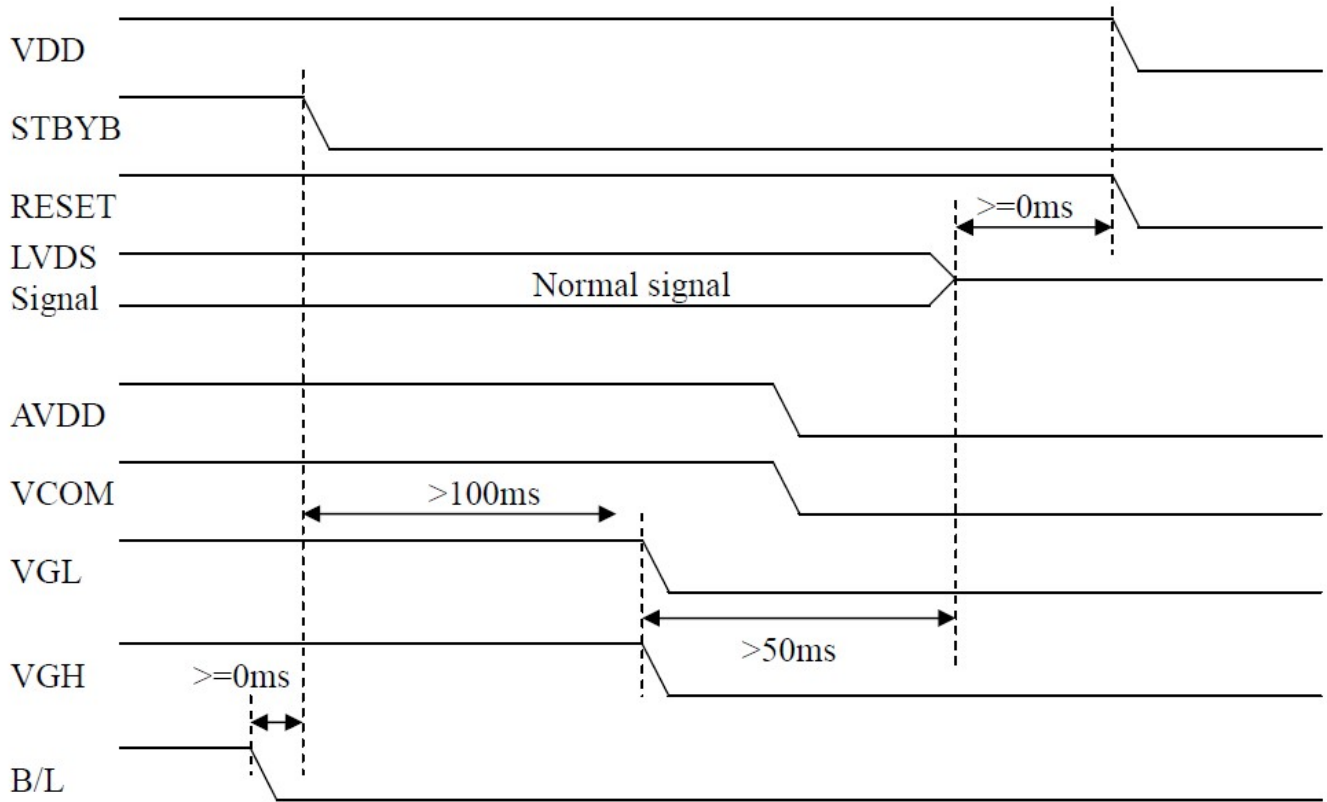 VDD
STBYB
RESET
>=0ms
LVDS
Signal
Normal signal
AVDD
VCOM
>100ms
VGL
>50ms
VGH
>=0ms
B/L